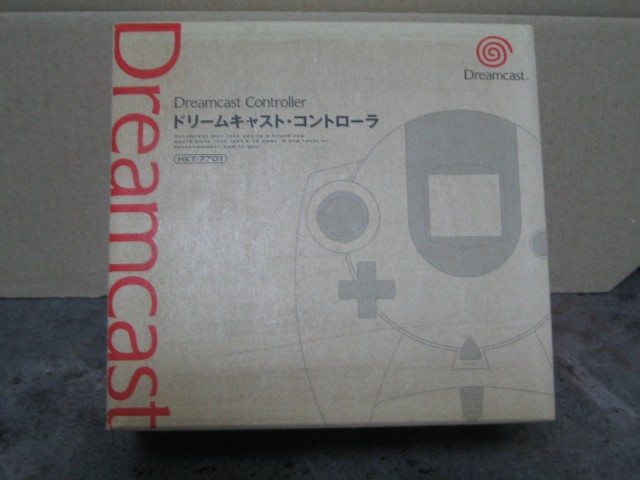 Dreamcast
Dreamcast™
Dreamcast Controller
ドリームキャスト・コントローラ
HKT-7701